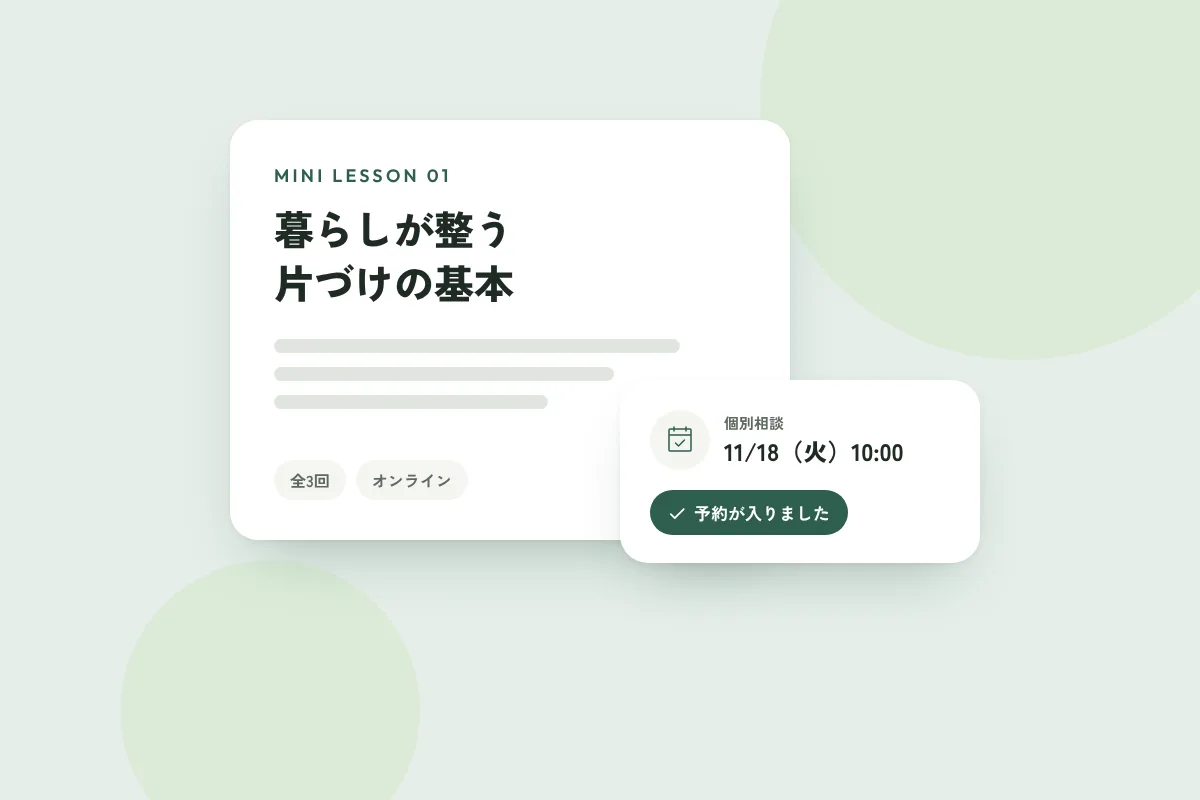 MINI LESSON 01
暮らしが整う
片づけの基本
全3回
オンライン
個別相談
11/18（火）10:00
予約が入りました